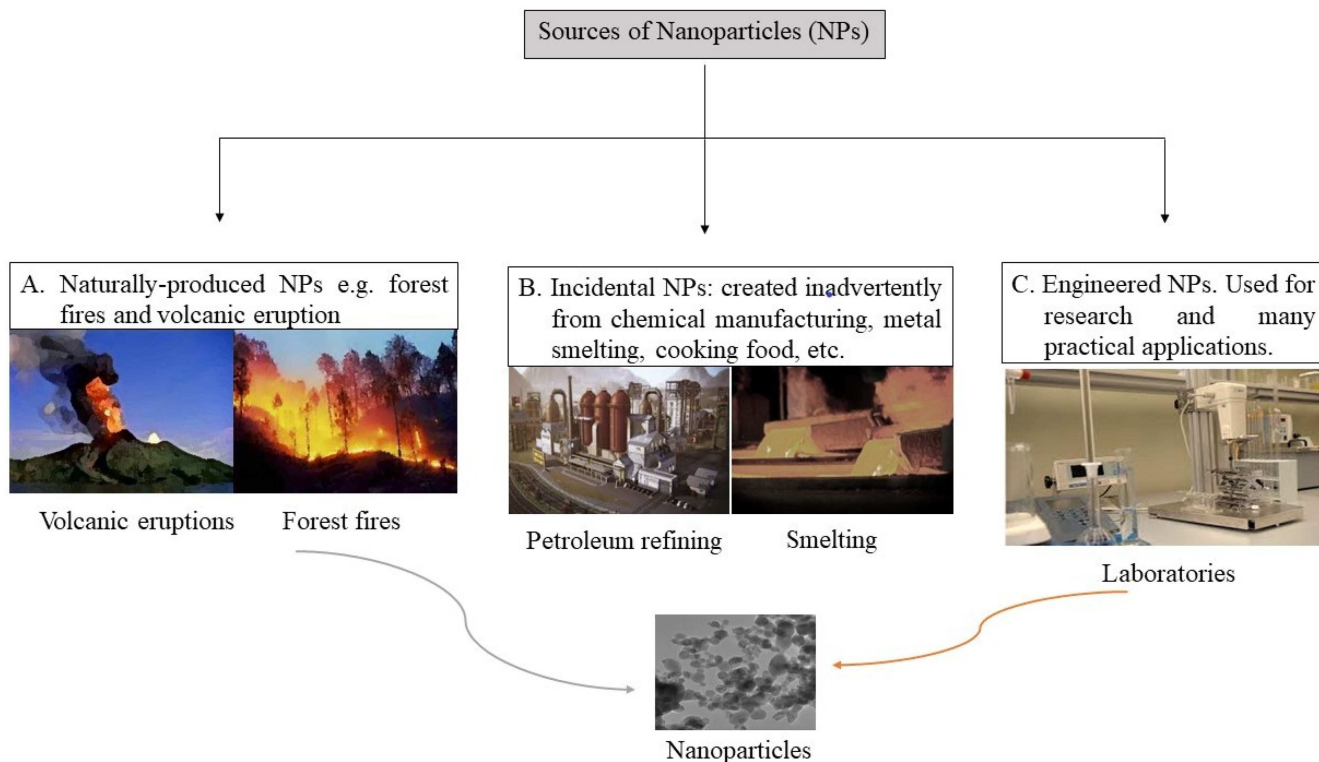 Sources of Nanoparticles (NPs)
A. Naturally-produced NPs e.g. forest
fires and volcanic eruption
B. Incidental NPs: created inadvertently
from chemical manufacturing, metal
smelting, cooking food, etc.
C. Engineered NPs. Used for
research and many
practical applications.
Volcanic eruptions
Forest fires
Petroleum refining
Smelting
Laboratories
Nanoparticles